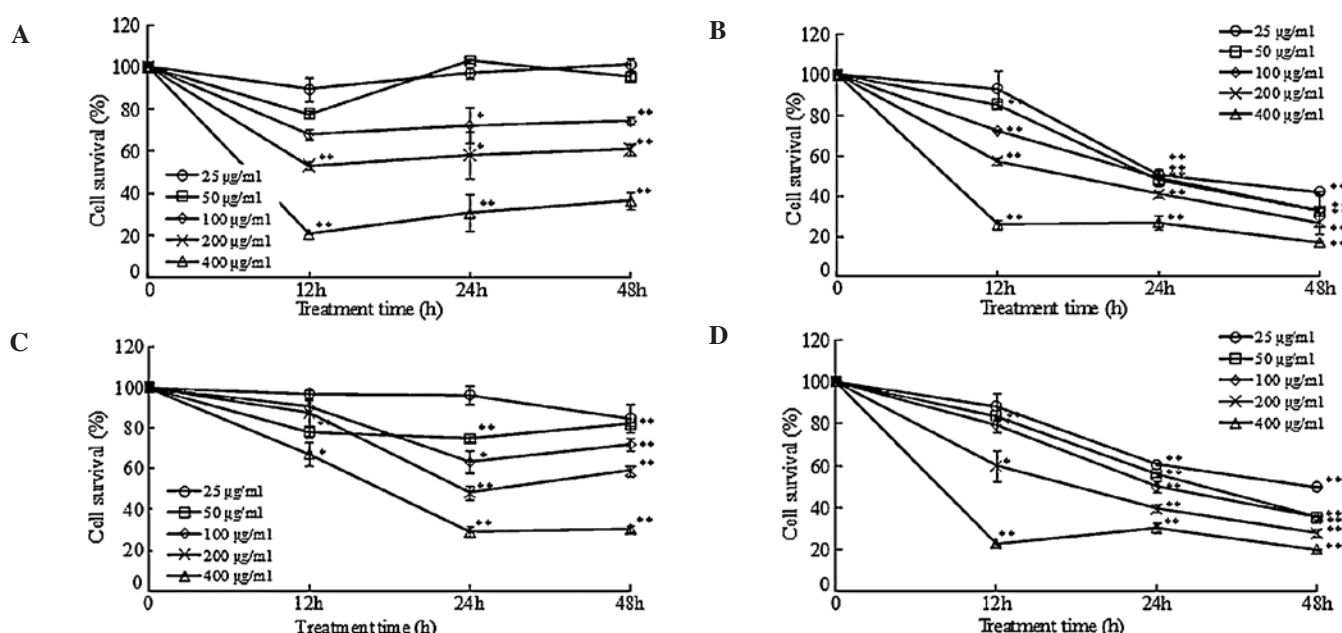 A
120
100
80
60
40
20
0
Cell survival (%)
25 µg/ml
50 µg/ml
100 µg/ml
200 µg/ml
400 µg/ml
**
**
*
*
**
**
**
**
0
12h
24h
48h
Treatment time (h)
B
120
100
80
60
40
20
0
Cell survival (%)
25 µg/ml
50 µg/ml
100 µg/ml
200 µg/ml
400 µg/ml
*
**
**
**
**
**
**
**
**
**
**
**
**
0
12h
24h
48h
Treatment time (h)
C
120
100
80
60
40
20
0
Cell survival (%)
25 µg/ml
50 µg/ml
100 µg/ml
200 µg/ml
400 µg/ml
*
**
*
**
**
**
**
**
**
0
12h
24h
48h
Treatment time (h)
D
120
100
80
60
40
20
0
Cell survival (%)
25 µg/ml
50 µg/ml
100 µg/ml
200 µg/ml
400 µg/ml
*
**
**
**
**
**
**
**
**
**
**
**
0
12h
24h
48h
Treatment time (h)